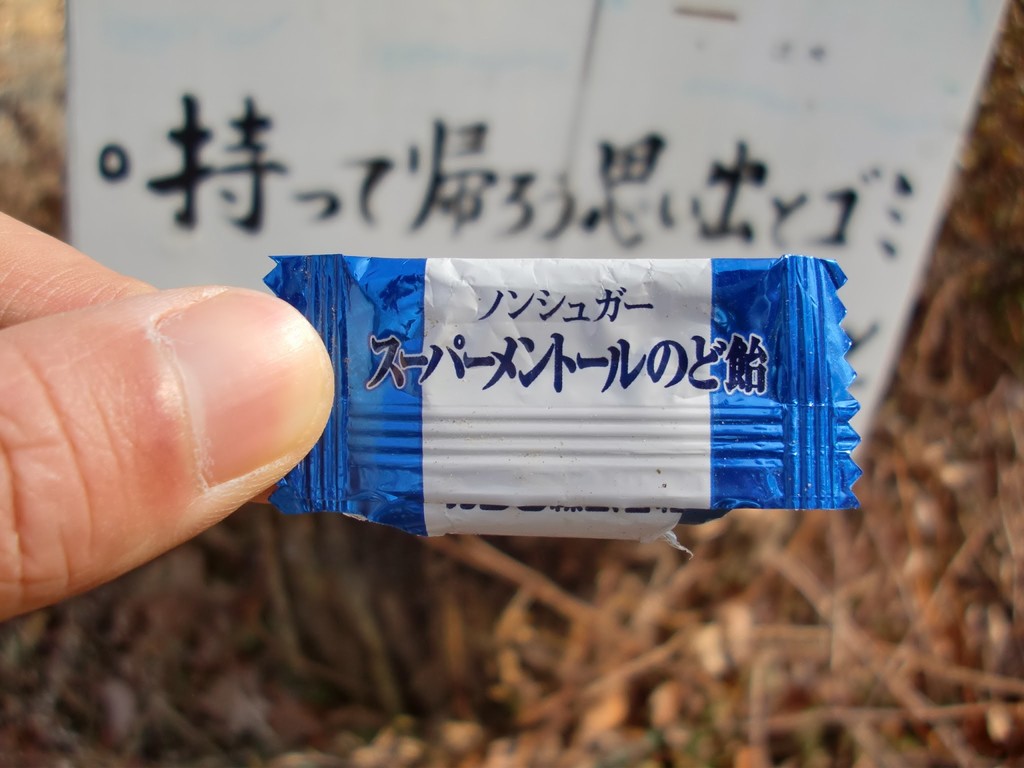 。持って帰ろう思い出とゴミ
ノンシュガー
スーパーメントールのど飴